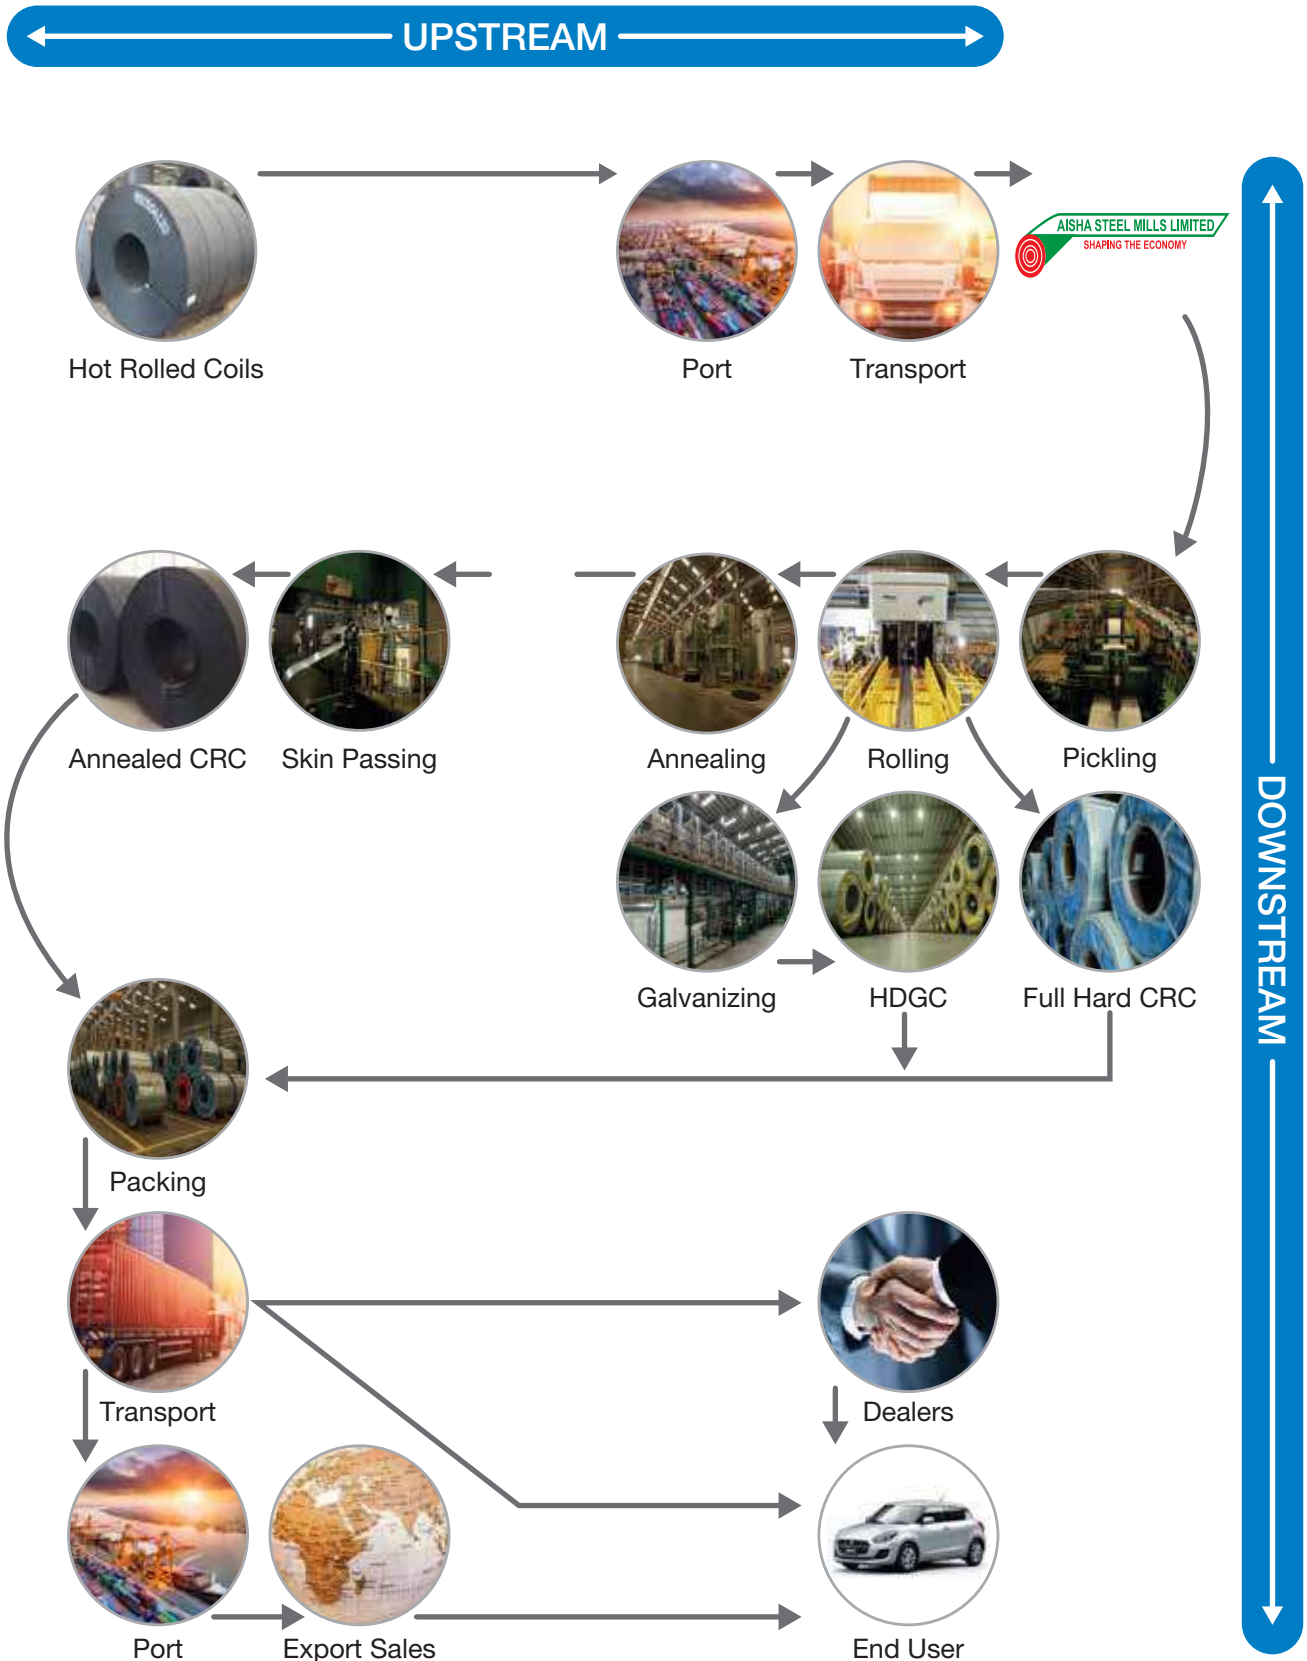 UPSTREAM
AISHA STEEL MILLS LIMITED
SHAPING THE ECONOMY
Hot Rolled Coils
Port
Transport
Annealed CRC
Skin Passing
Annealing
Rolling
Pickling
DOWNSTREAM
Galvanizing
HDGC
Full Hard CRC
Packing
Transport
Dealers
Port
Export Sales
End User